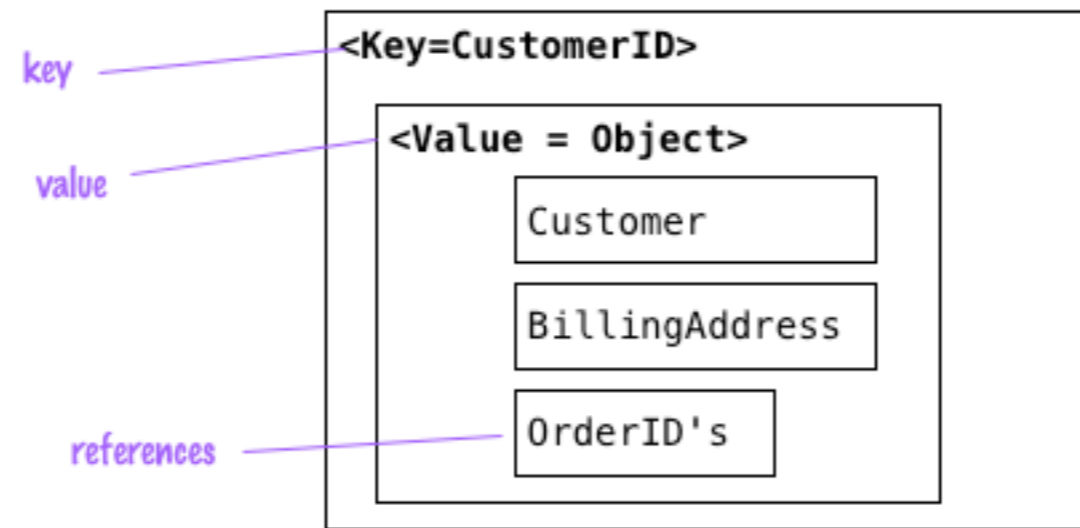 key
<Key=CustomerID>
value
<Value = Object>
Customer
BillingAddress
references
OrderID's